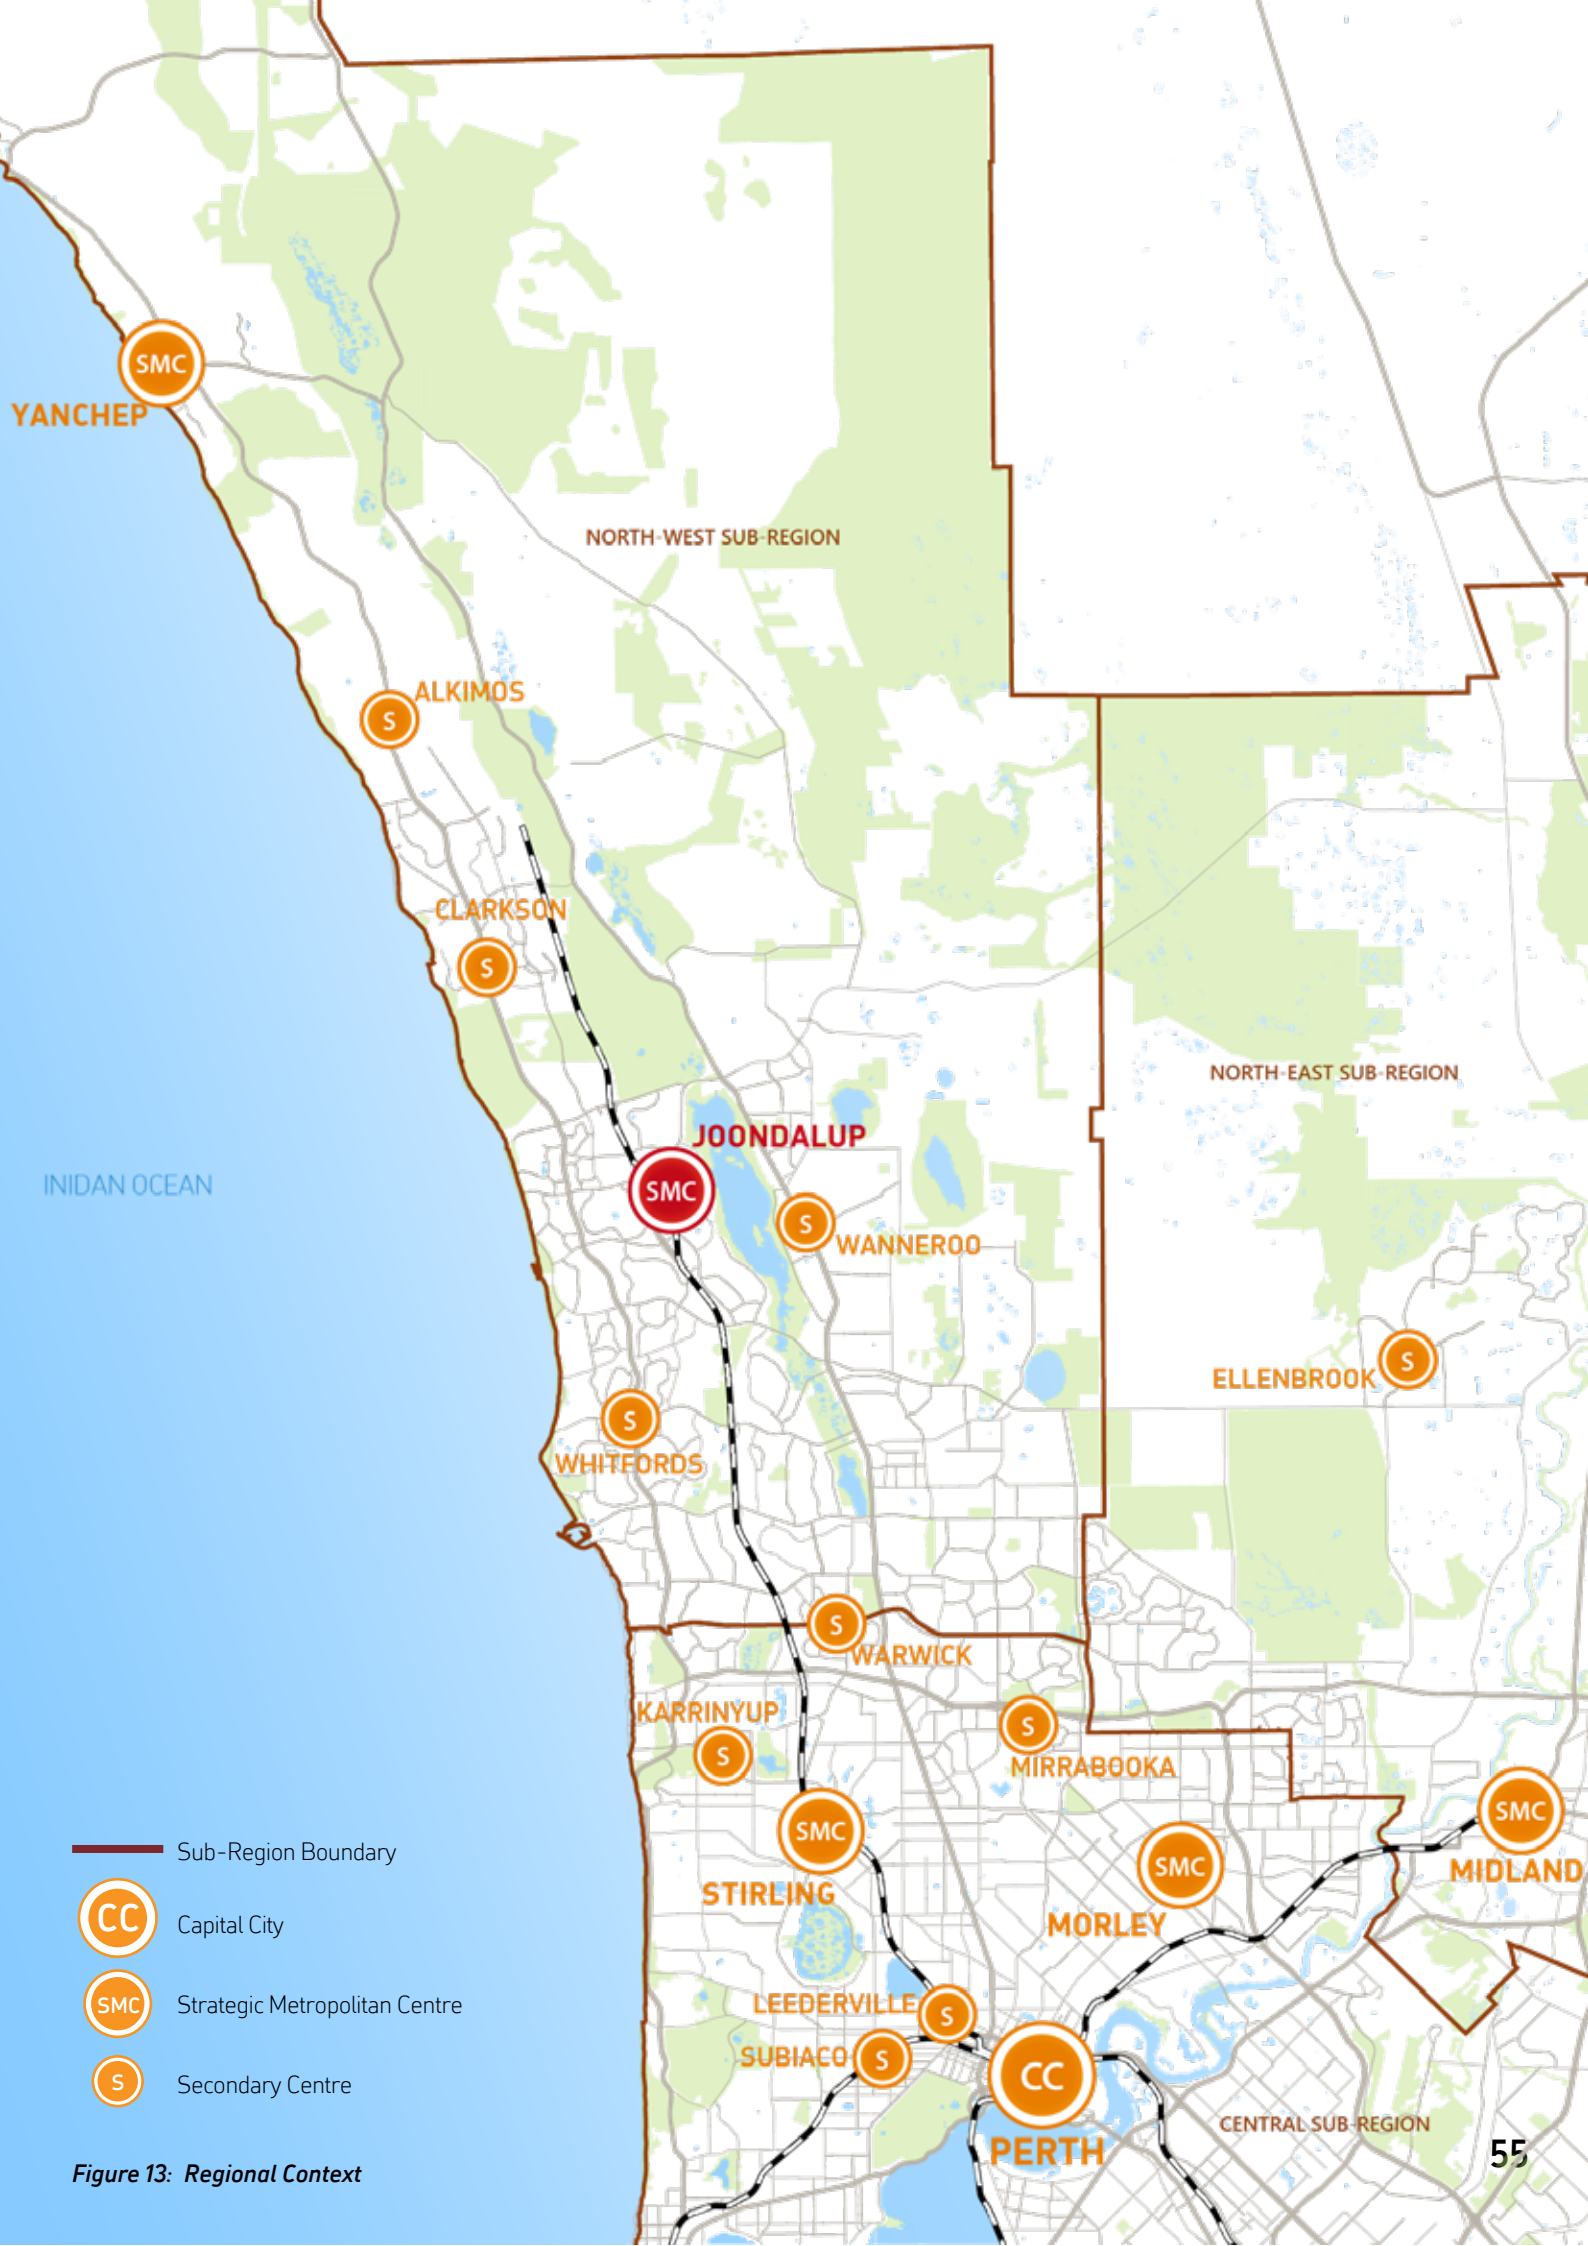 SMC
YANCHEP
NORTH-WEST SUB-REGION
ALKIMOS
S
CLARKSON
S
NORTH-EAST SUB-REGION
JOONDALUP
SMC
INIDAN OCEAN
S
WANNEROO
S
ELLENBROOK
S
WHITFORDS
S
WARWICK
KARRINYUP
S
S
MIRRABOOKA
SMC
STIRLING
SMC
MORLEY
SMC
MIDLAND
LEEDERVILLE
S
SUBIACO
S
CC
PERTH
CENTRAL SUB-REGION
Sub-Region Boundary
CC
Capital City
SMC
Strategic Metropolitan Centre
S
Secondary Centre
Figure 13: Regional Context
55